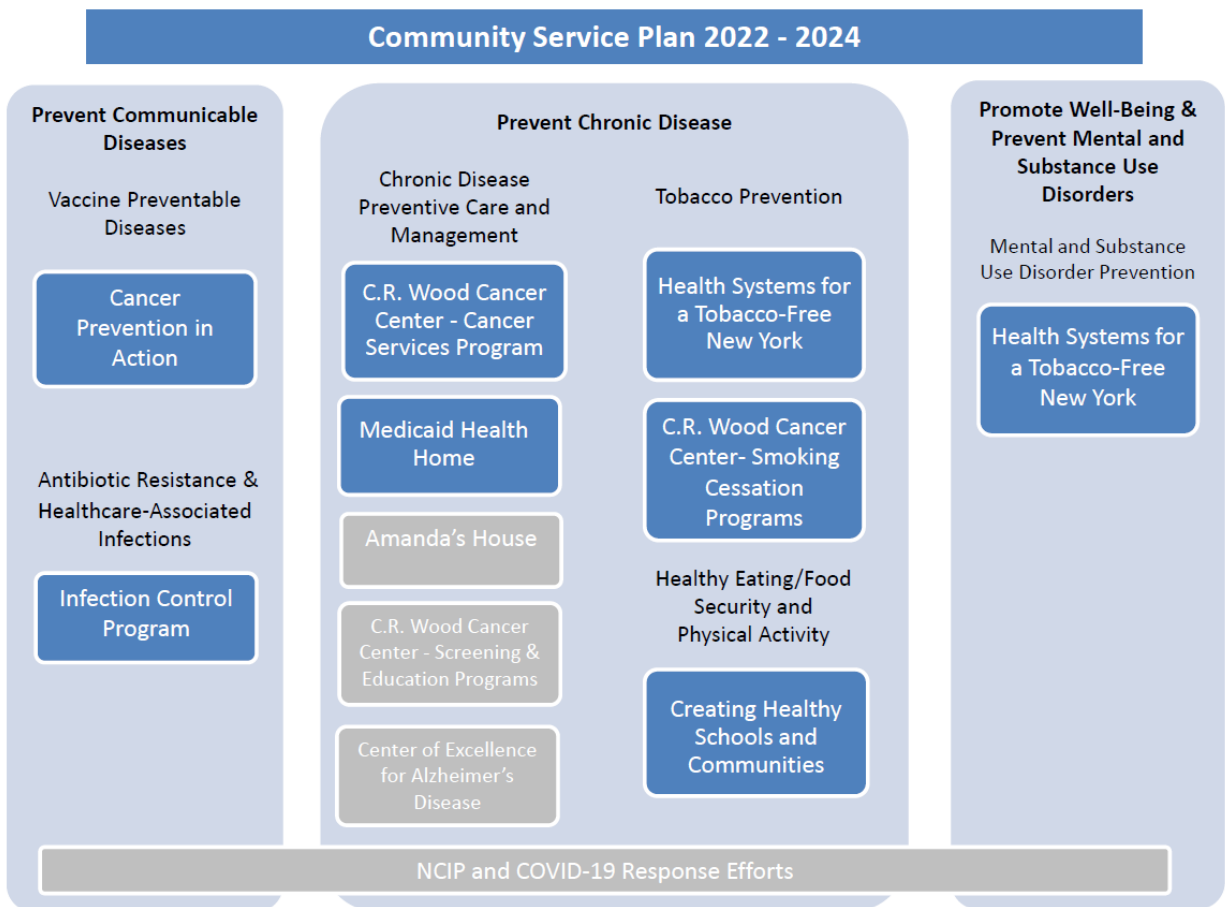 Community Service Plan 2022 - 2024
Prevent Communicable
Diseases
Vaccine Preventable
Diseases
Cancer
Prevention in
Action
Antibiotic Resistance &
Healthcare-Associated
Infections
Infection Control
Program
Prevent Chronic Disease
Chronic Disease
Preventive Care and
Management
C.R. Wood Cancer
Center - Cancer
Services Program
Medicaid Health
Home
Amanda’s House
C.R. Wood Cancer
Center - Screening &
Education Programs
Center of Excellence
for Alzheimer’s
Disease
Tobacco Prevention
Health Systems for
a Tobacco-Free
New York
C.R. Wood Cancer
Center- Smoking
Cessation
Programs
Healthy Eating/Food
Security and
Physical Activity
Creating Healthy
Schools and
Communities
Promote Well-Being &
Prevent Mental and
Substance Use
Disorders
Mental and Substance
Use Disorder Prevention
Health Systems for
a Tobacco-Free
New York
NCIP and COVID-19 Response Efforts